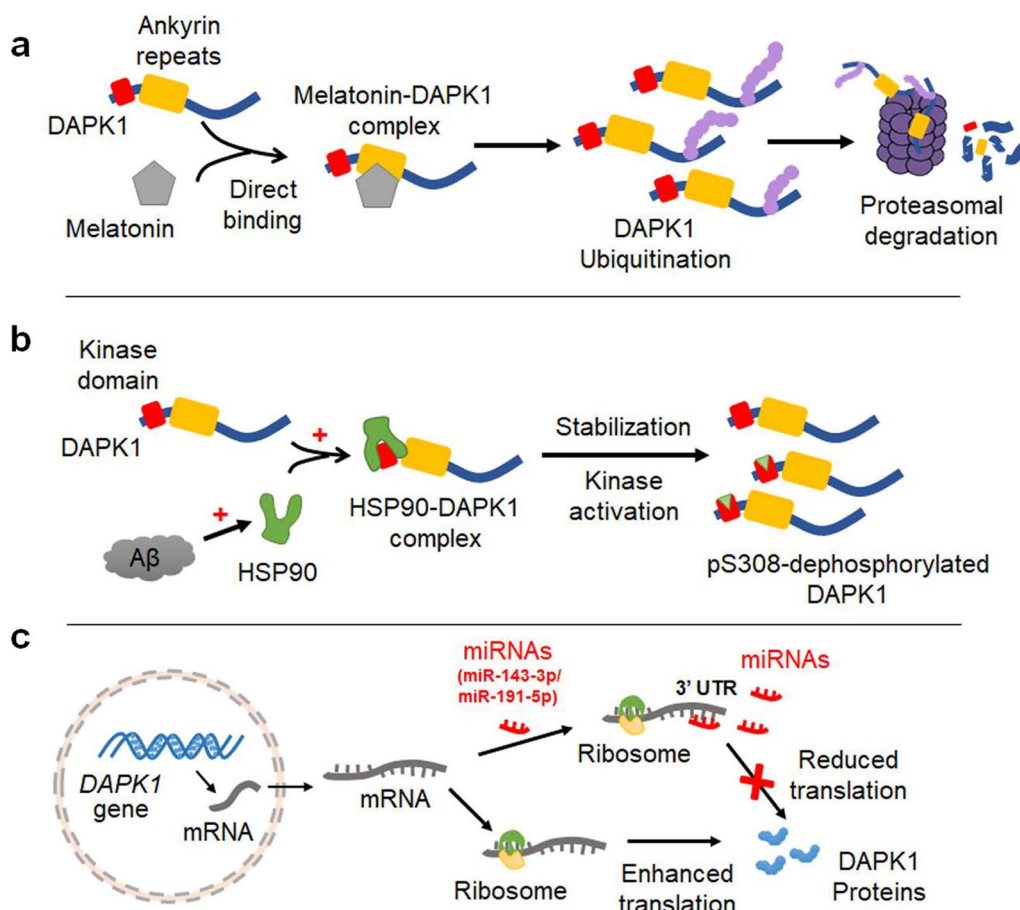 a
Ankyrin
repeats
DAPK1
Melatonin
Direct
binding
Melatonin-DAPK1
complex
DAPK1
Ubiquitination
Proteasomal
degradation
b
Kinase
domain
DAPK1
+
Aβ
+
HSP90
HSP90-DAPK1
complex
Stabilization
Kinase
activation
pS308-dephosphorylated
DAPK1
c
DAPK1
gene
mRNA
mRNA
miRNAs
(miR-143-3p/
miR-191-5p)
3' UTR
miRNAs
Ribosome
Reduced
translation
Ribosome
Enhanced
translation
DAPK1
Proteins